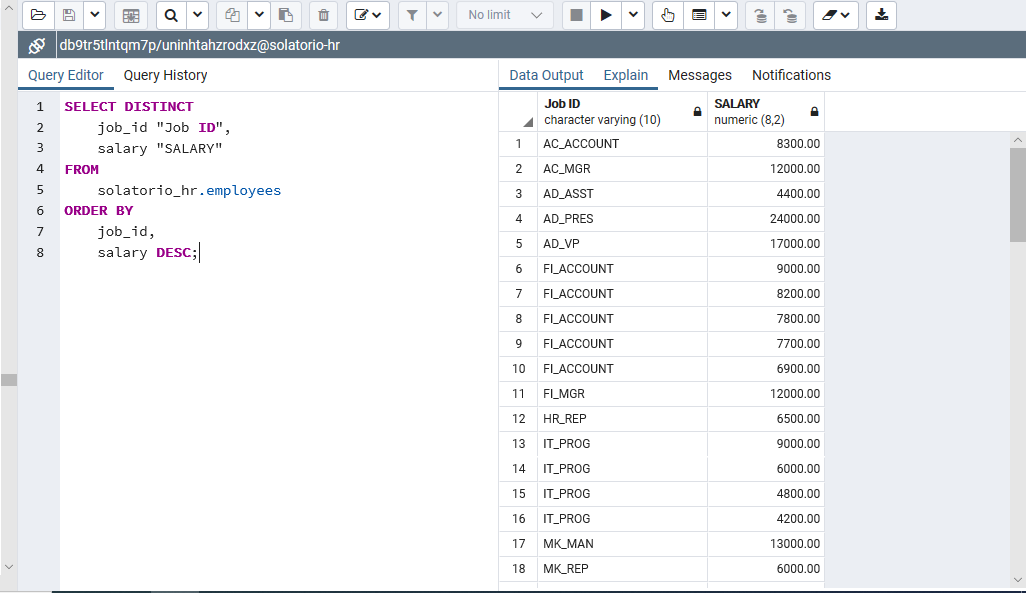 No limit
db9tr5tlntqm7p/uninhtahzrodxz@solatorio-hr
Query Editor Query History
1 SELECT DISTINCT
2 job_id "Job ID",
3 salary "SALARY"
4 FROM
5 solatorio_hr.employees
6 ORDER BY
7 job_id,
8 salary DESC;
Data Output Explain Messages Notifications
Job ID SALARY
character varying (10) numeric (8,2)
1 AC_ACCOUNT 8300.00
2 AC_MGR 12000.00
3 AD_ASST 4400.00
4 AD_PRES 24000.00
5 AD_VP 17000.00
6 FI_ACCOUNT 9000.00
7 FI_ACCOUNT 8200.00
8 FI_ACCOUNT 7800.00
9 FI_ACCOUNT 7700.00
10 FI_ACCOUNT 6900.00
11 FI_MGR 12000.00
12 HR_REP 6500.00
13 IT_PROG 9000.00
14 IT_PROG 6000.00
15 IT_PROG 4800.00
16 IT_PROG 4200.00
17 MK_MAN 13000.00
18 MK_REP 6000.00